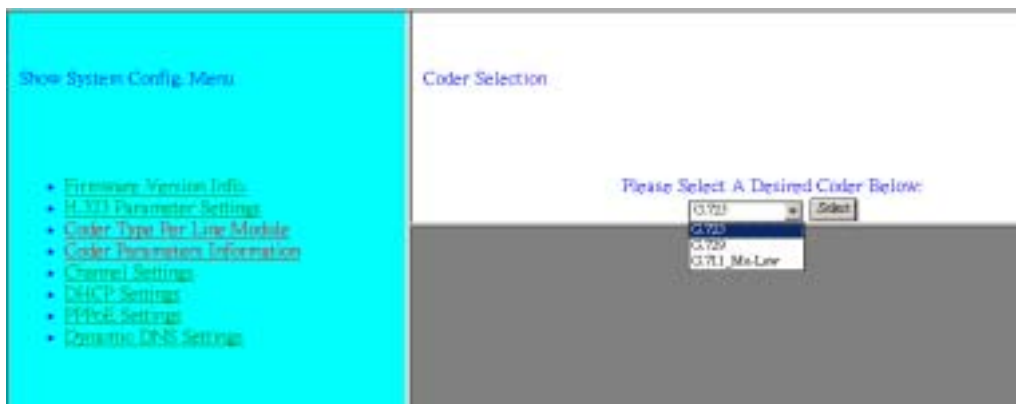 Show System Config. Menu
Firmware Version Info.
H.323 Parameter Settings
Coder Type Per Line Module
Coder Parameters Information
Channel Settings
DHCP Settings
PPPoE Settings
Dynamic DNS Settings
Coder Selection
Please Select A Desired Coder Below:
G.723 Select
G.723
G.729
G.711_Mu-Law